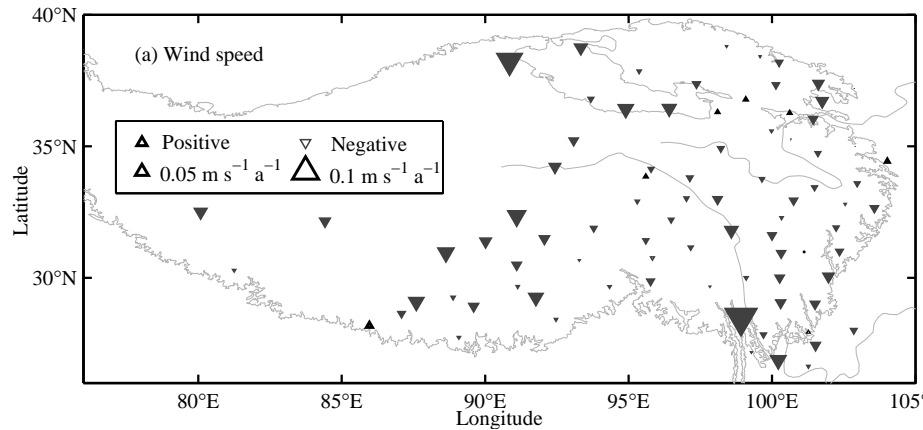 40°N
(a) Wind speed
Positive
Negative
0.05 m s⁻¹ a⁻¹
0.1 m s⁻¹ a⁻¹
35°N
Latitude
30°N
80°E
85°E
90°E
95°E
100°E
105°E
Longitude